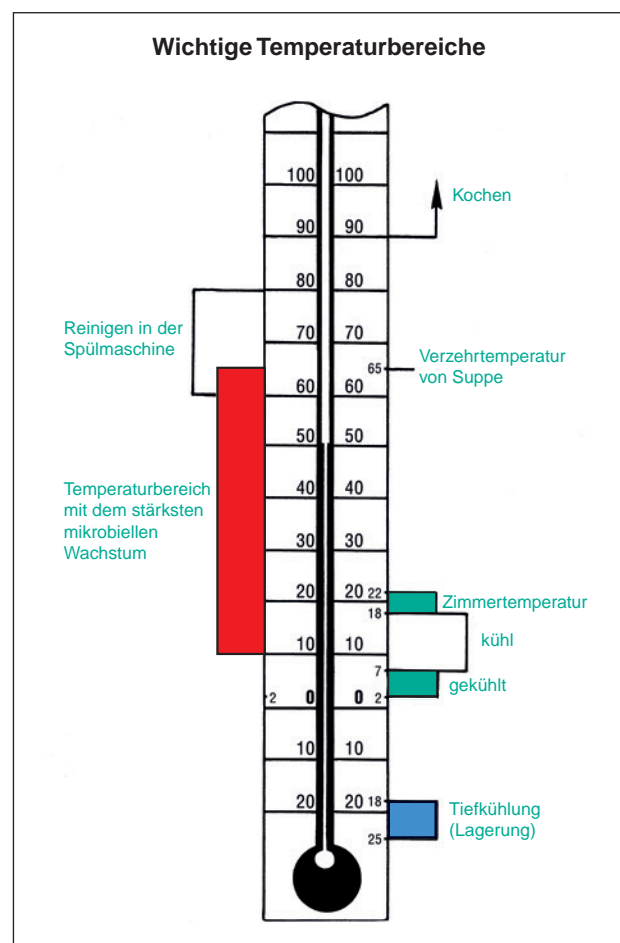 Wichtige Temperaturbereiche
100 100
Kochen
90 90
80 80
Reinigen in der
Spülmaschine
70 70
65
Verzehrtemperatur
von Suppe
60 60
50 50
Temperaturbereich
mit dem stärksten
mikrobiellen
Wachstum
40 40
30 30
20 20 22
Zimmertemperatur
18
kühl
10 10
7
gekühlt
2 0 0 2
10 10
20 20 18
Tiefkühlung
(Lagerung)
25